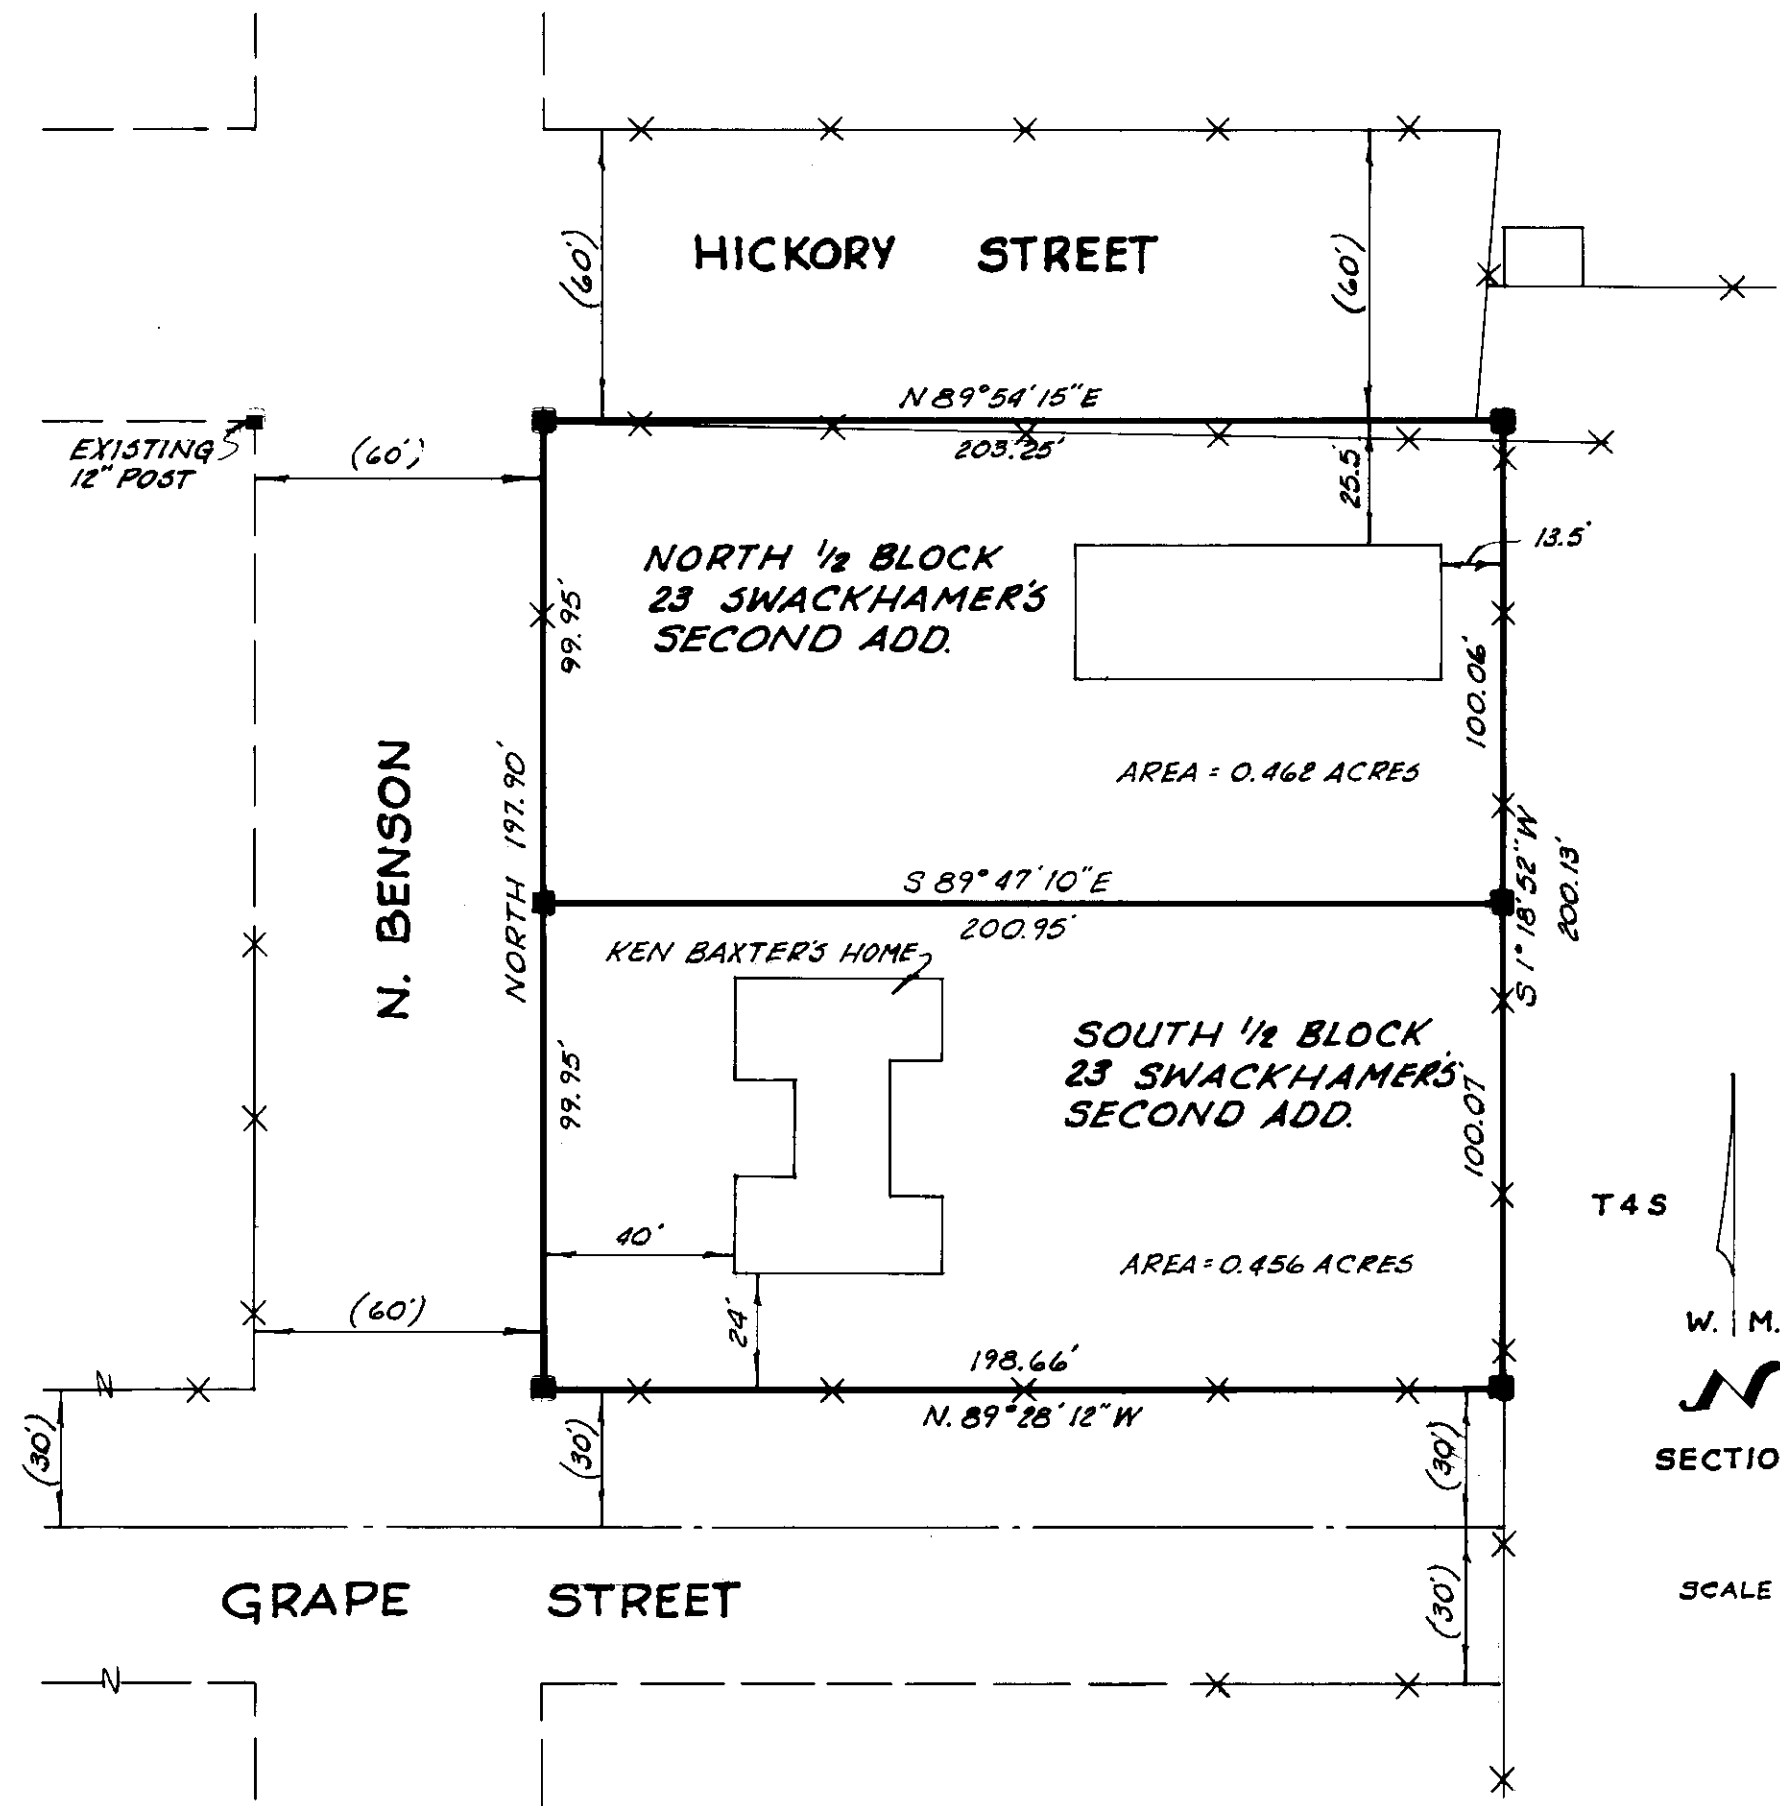 HICKORY STREET
(60')
(60')
N 89° 54' 15" E
203.25'
EXISTING
12" POST
(60')
25.5'
13.5'
NORTH 1/2 BLOCK
23 SWACKHAMER'S
SECOND ADD.
99.95'
100.06'
AREA = 0.462 ACRES
N. BENSON
NORTH 197.90'
S 1° 18' 52" W
200.13'
S 89° 47' 10" E
200.95'
KEN BAXTER'S HOME
SOUTH 1/2 BLOCK
23 SWACKHAMER'S
SECOND ADD.
99.95'
100.07
40'
AREA = 0.456 ACRES
T4S
(60')
24'
198.66'
N. 89° 28' 12" W
W. M.
N
N
(30')
(30')
(30')
SECTIO
GRAPE STREET
(30')
SCALE
N